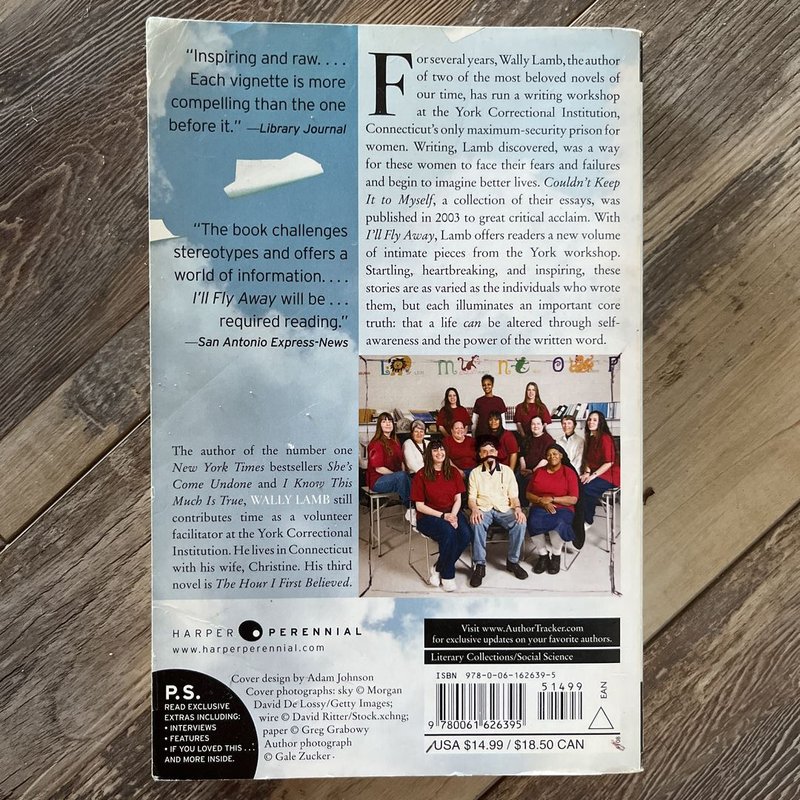 "Inspiring and raw. . . .
Each vignette is more
compelling than the one
before it." —Library Journal
"The book challenges
stereotypes and offers a
world of information. . . .
I'll Fly Away will be . . .
required reading."
—San Antonio Express-News
The author of the number one
New York Times bestsellers She's
Come Undone and I Know This
Much Is True, WALLY LAMB still
contributes time as a volunteer
facilitator at the York Correctional
Institution. He lives in Connecticut
with his wife, Christine. His third
novel is The Hour I First Believed.
For several years, Wally Lamb, the author
of two of the most beloved novels of
our time, has run a writing workshop
at the York Correctional Institution,
Connecticut's only maximum-security prison for
women. Writing, Lamb discovered, was a way
for these women to face their fears and failures
and begin to imagine better lives. Couldn't Keep
It to Myself, a collection of their essays, was
published in 2003 to great critical acclaim. With
I'll Fly Away, Lamb offers readers a new volume
of intimate pieces from the York workshop.
Startling, heartbreaking, and inspiring, these
stories are as varied as the individuals who wrote
them, but each illuminates an important core
truth: that a life can be altered through self-
awareness and the power of the written word.
HARPER PERENNIAL
www.harperperennial.com
P.S.
READ EXCLUSIVE
EXTRAS INCLUDING:
• INTERVIEWS
• FEATURES
• IF YOU LOVED THIS . . .
AND MORE INSIDE.
Cover design by Adam Johnson
Cover photographs: sky © Morgan
David De Lossy/Getty Images;
wire © David Ritter/Stock.xchng;
paper © Greg Grabowy
Author photograph
© Gale Zucker
Visit www.AuthorTracker.com
for exclusive updates on your favorite authors.
Literary Collections/Social Science
ISBN 978-0-06-162639-5
51499
EAN
9 780061 626395
USA $14.99 / $18.50 CAN